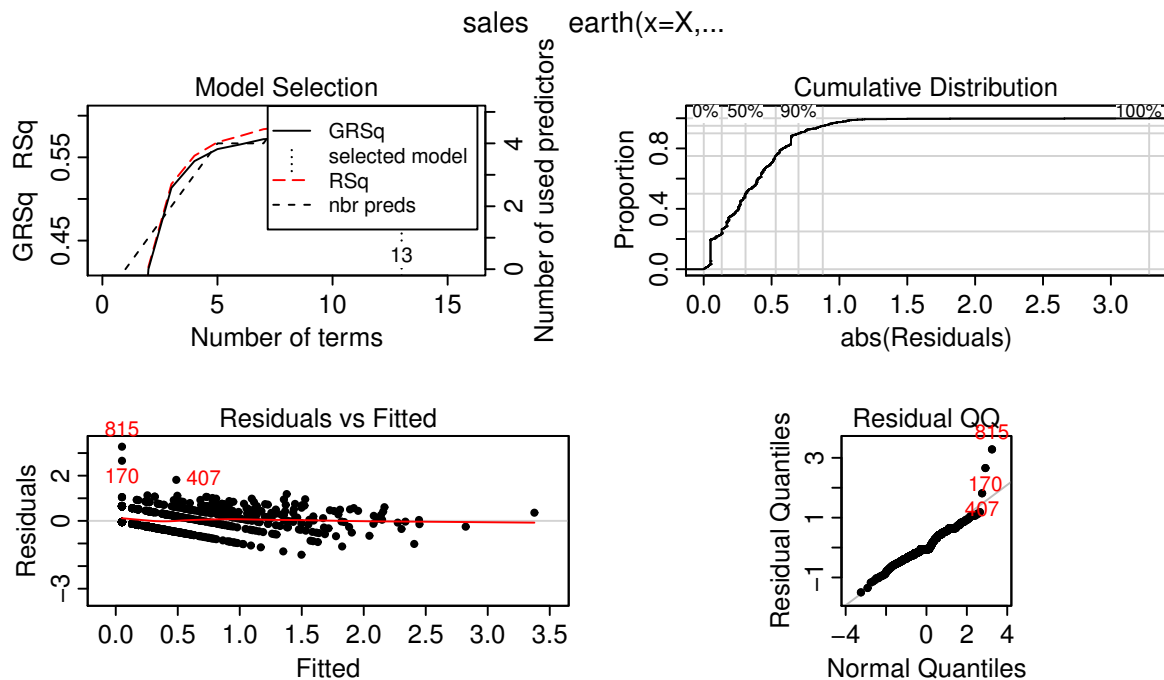 sales earth(x=X,...
Model Selection
GRSq RSq
0.45 0.55
GRSq
selected model
RSq
nbr preds
13
0 2 4
Number of used predictors
0 5 10 15
Number of terms
Cumulative Distribution
0% 50% 90% 100%
Proportion
0.0 0.4 0.8
0.0 0.5 1.0 1.5 2.0 2.5 3.0
abs(Residuals)
Residuals vs Fitted
815
170 407
Residuals
−3 0 2
0.0 0.5 1.0 1.5 2.0 2.5 3.0 3.5
Fitted
Residual QQ
815
170
407
Residual Quantiles
−1 1 3
−4 0 2 4
Normal Quantiles